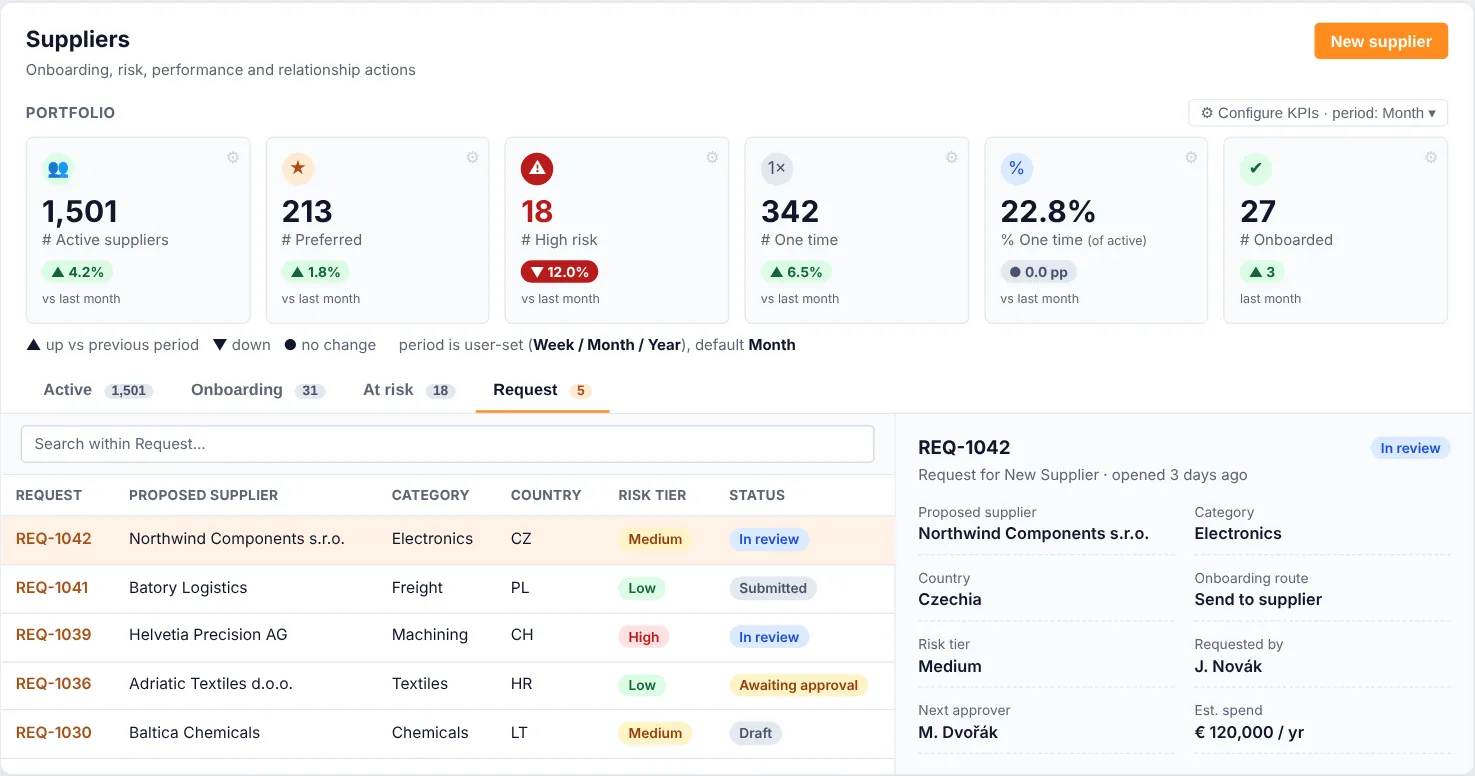 Suppliers
New supplier
Onboarding, risk, performance and relationship actions
PORTFOLIO
⚙ Configure KPIs · period: Month ▾
1,501
# Active suppliers
▲ 4.2%
vs last month
213
# Preferred
▲ 1.8%
vs last month
18
# High risk
▼ 12.0%
vs last month
1×
342
# One time
▲ 6.5%
vs last month
%
22.8%
% One time (of active)
● 0.0 pp
vs last month
27
# Onboarded
▲ 3
last month
▲ up vs previous period ▼ down ● no change period is user-set (Week / Month / Year), default Month
Active 1,501 Onboarding 31 At risk 18 Request 5
Search within Request...
REQUEST PROPOSED SUPPLIER CATEGORY COUNTRY RISK TIER STATUS
REQ-1042 Northwind Components s.r.o. Electronics CZ Medium In review
REQ-1041 Batory Logistics Freight PL Low Submitted
REQ-1039 Helvetia Precision AG Machining CH High In review
REQ-1036 Adriatic Textiles d.o.o. Textiles HR Low Awaiting approval
REQ-1030 Baltica Chemicals Chemicals LT Medium Draft
REQ-1042 In review
Request for New Supplier · opened 3 days ago
Proposed supplier
Northwind Components s.r.o.
Category
Electronics
Country
Czechia
Onboarding route
Send to supplier
Risk tier
Medium
Requested by
J. Novák
Next approver
M. Dvořák
Est. spend
€ 120,000 / yr